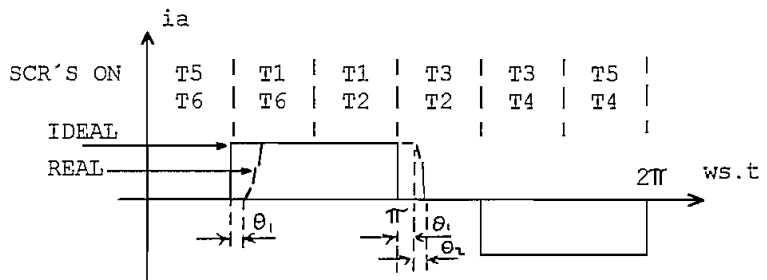 ia
SCR'S ON T5 | T1 | T1 | T3 | T3 | T5 |
T6 | T6 | T2 | T2 | T4 | T4 |
IDEAL
REAL
2π ws.t
θ₁ π θ₁
θ₂